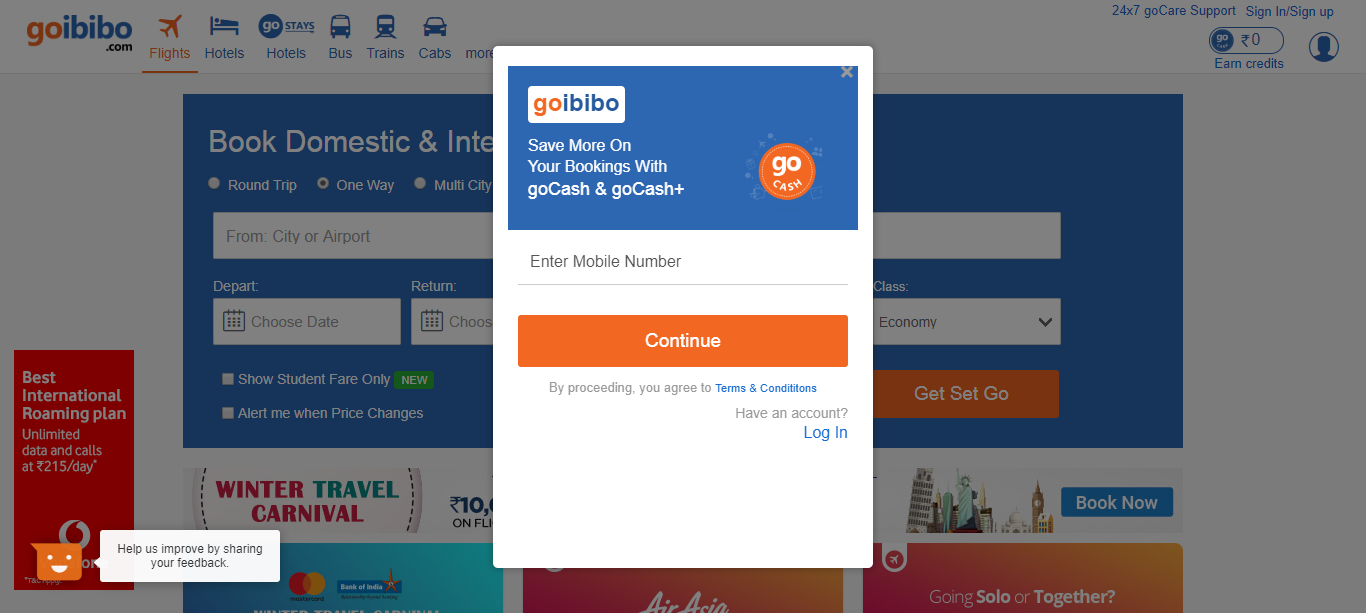 goibibo
.com
Flights
Hotels
go STAYS
Hotels
Bus
Trains
Cabs
more
24x7 goCare Support
Sign In/Sign up
go CASH
₹0
Earn credits
goibibo
Save More On
Your Bookings With
goCash & goCash+
go
CASH
Enter Mobile Number
Continue
By proceeding, you agree to Terms & Condititons
Have an account?
Log In
Book Domestic & Inte
Round Trip
One Way
Multi City
From: City or Airport
Depart:
Return:
Class:
Choose Date
Choos
Economy
Show Student Fare Only NEW
Alert me when Price Changes
Get Set Go
Best
International
Roaming plan
Unlimited
data and calls
at ₹215/day*
Help us improve by sharing
your feedback.
WINTER TRAVEL
CARNIVAL
₹10,0
ON FLI
Book Now
mastercard
Bank of India
WINTER TRAVEL CARNIVAL
AirAsia
Going Solo or Together?